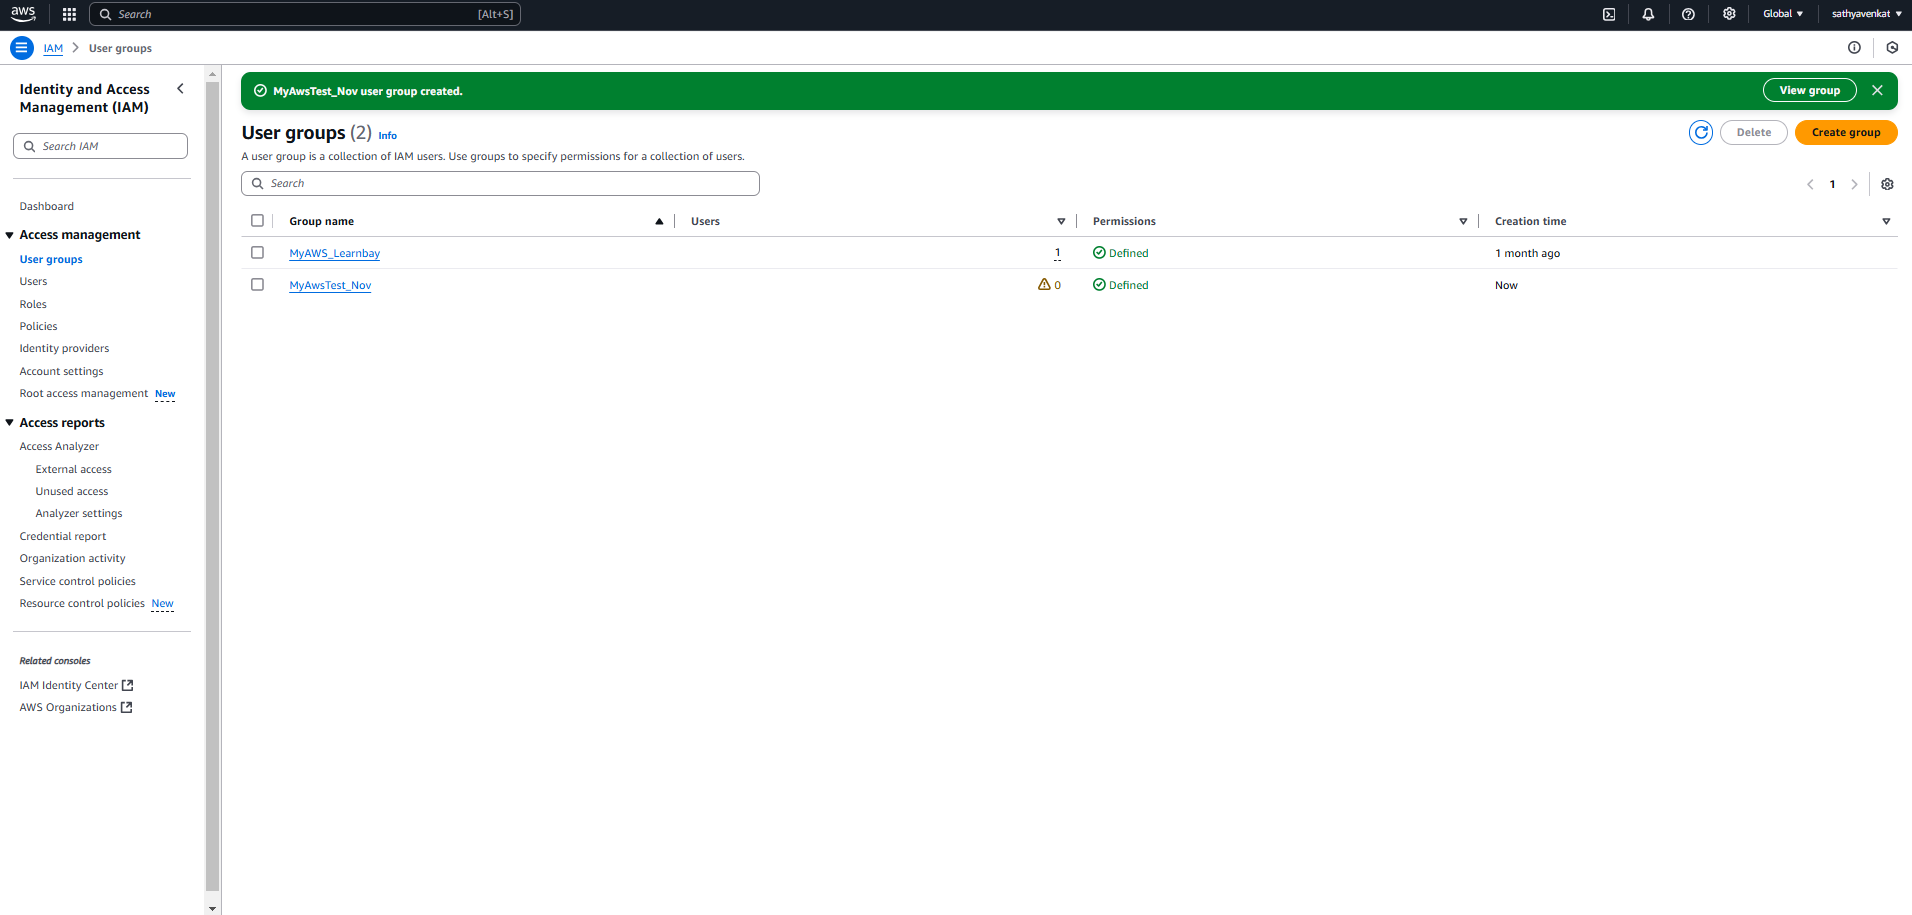 aws
Search [Alt+S]
Global
sathyavenkat
IAM
User groups
Identity and Access
Management (IAM)
Search IAM
Dashboard
Access management
User groups
Users
Roles
Policies
Identity providers
Account settings
Root access management New
Access reports
Access Analyzer
External access
Unused access
Analyzer settings
Credential report
Organization activity
Service control policies
Resource control policies New
Related consoles
IAM Identity Center
AWS Organizations
MyAwsTest_Nov user group created.
View group
User groups (2) Info
Delete
Create group
A user group is a collection of IAM users. Use groups to specify permissions for a collection of users.
Search
1
Group name Users Permissions Creation time
MyAWS_Learnbay 1 Defined 1 month ago
MyAwsTest_Nov 0 Defined Now